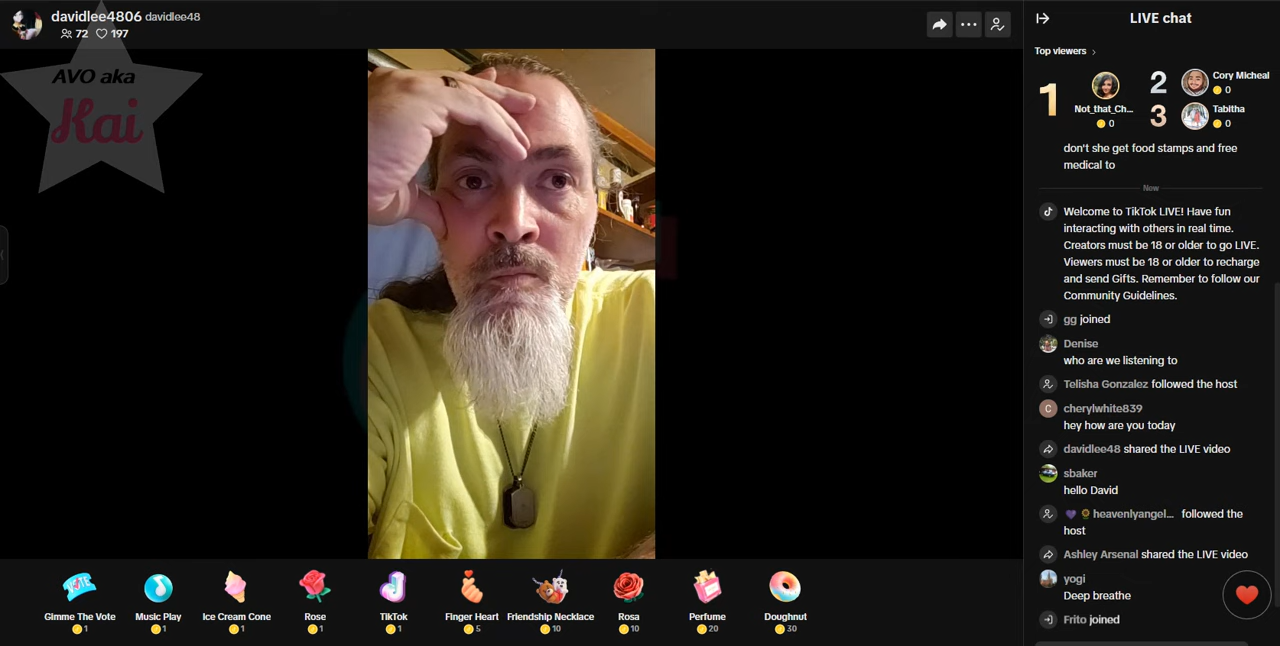 davidlee4806 davidlee48
72 197
AVO aka
Kai
LIVE chat
Top viewers
1
Not_that_Ch...
0
2
Cory Micheal
0
3
Tabitha
0
don't she get food stamps and free
medical to
New
Welcome to TikTok LIVE! Have fun
interacting with others in real time.
Creators must be 18 or older to go LIVE.
Viewers must be 18 or older to recharge
and send Gifts. Remember to follow our
Community Guidelines.
gg joined
Denise
who are we listening to
Telisha Gonzalez followed the host
C cherylwhite839
hey how are you today
davidlee48 shared the LIVE video
sbaker
hello David
heavenlyangel... followed the
host
Ashley Arsenal shared the LIVE video
yogi
Deep breathe
Frito joined
VOTE
Gimme The Vote
1
Music Play
1
Ice Cream Cone
1
Rose
1
TikTok
1
Finger Heart
5
Friendship Necklace
10
Rosa
10
Perfume
20
Doughnut
30